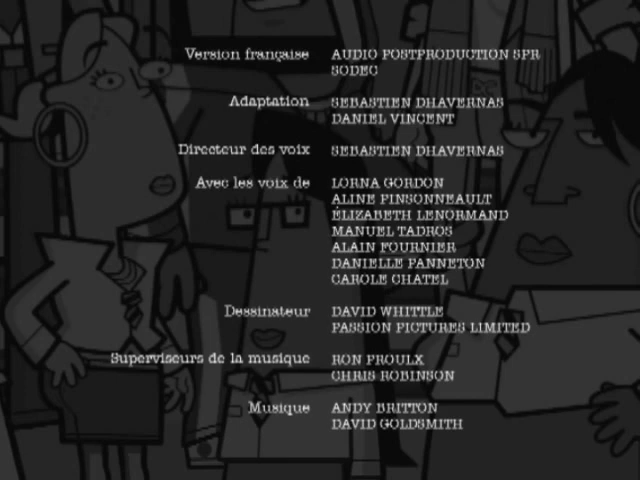 Version française AUDIO POSTPRODUCTION SPR
SODEC
Adaptation SEBASTIEN DHAVERNAS
DANIEL VINCENT
Directeur des voix SEBASTIEN DHAVERNAS
Avec les voix de LORNA GORDON
ALINE PINSONNEAULT
ÉLIZABETH LENORMAND
MANUEL TADROS
ALAIN FOURNIER
DANIELLE PANNETON
CAROLE CHATEL
Dessinateur DAVID WHITTLE
PASSION PICTURES LIMITED
Superviseurs de la musique RON PROULX
CHRIS ROBINSON
Musique ANDY BRITTON
DAVID GOLDSMITH